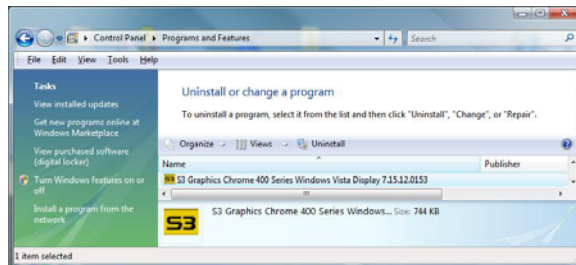 Control Panel ▸ Programs and Features
Search
File Edit View Tools Help
Tasks
View installed updates
Get new programs online at
Windows Marketplace
View purchased software
(digital locker)
Turn Windows features on or
off
Install a program from the
network
Uninstall or change a program
To uninstall a program, select it from the list and then click "Uninstall", "Change", or "Repair".
Organize Views Uninstall
Name Publisher
S3 Graphics Chrome 400 Series Windows Vista Display 7.15.12.0153
S3
S3 Graphics Chrome 400 Series Windows... Size: 744 KB
1 item selected